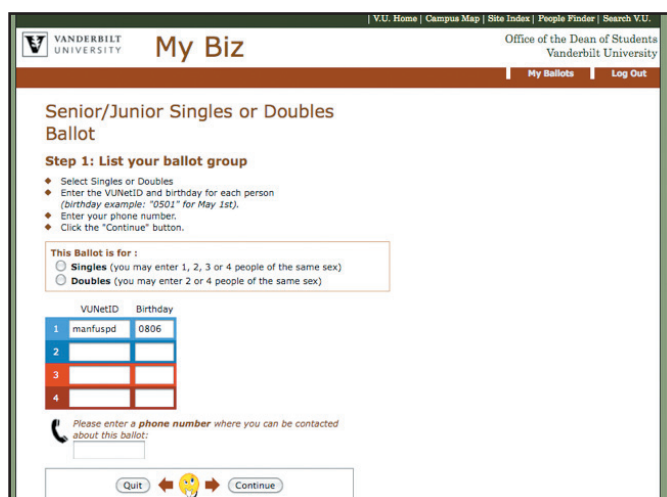 | V.U. Home | Campus Map | Site Index | People Finder | Search V.U.
VANDERBILT
UNIVERSITY
My Biz
Office of the Dean of Students
Vanderbilt University
My Ballots Log Out
Senior/Junior Singles or Doubles
Ballot
Step 1: List your ballot group
Select Singles or Doubles
Enter the VUNetID and birthday for each person
(birthday example: "0501" for May 1st).
Enter your phone number.
Click the "Continue" button.
This Ballot is for :
Singles (you may enter 1, 2, 3 or 4 people of the same sex)
Doubles (you may enter 2 or 4 people of the same sex)
VUNetID Birthday
1 manfuspd 0806
2
3
4
Please enter a phone number where you can be contacted
about this ballot:
Quit Continue